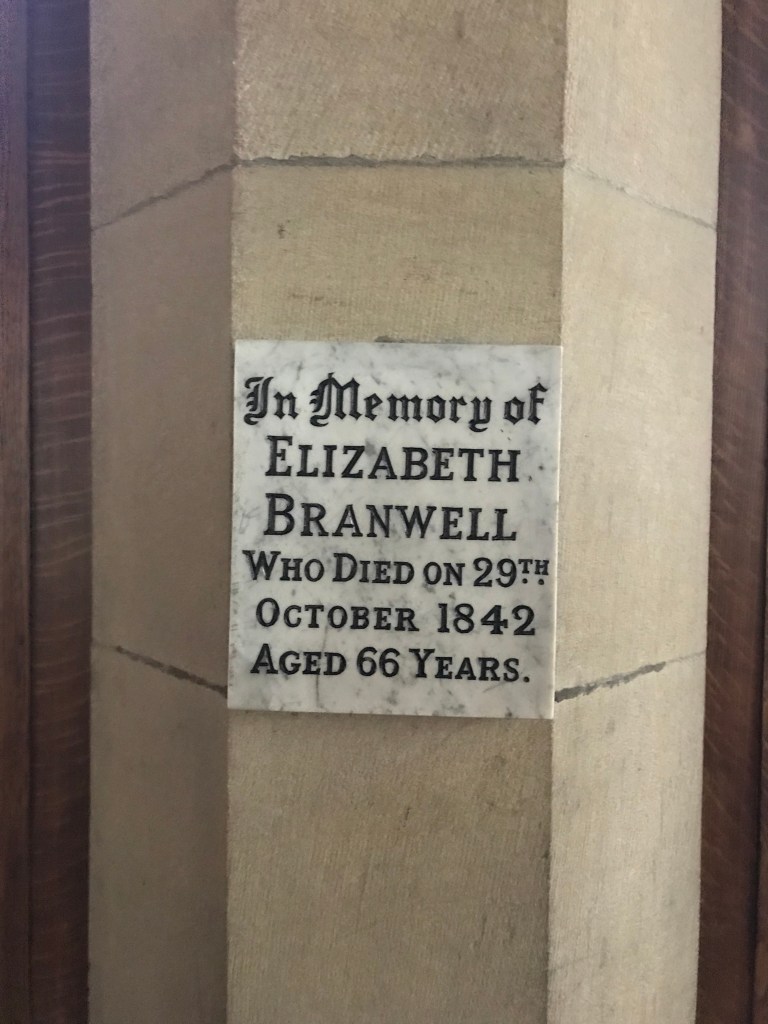 In Memory of
ELIZABETH
BRANWELL
WHO DIED ON 29TH.
OCTOBER 1842
AGED 66 YEARS.